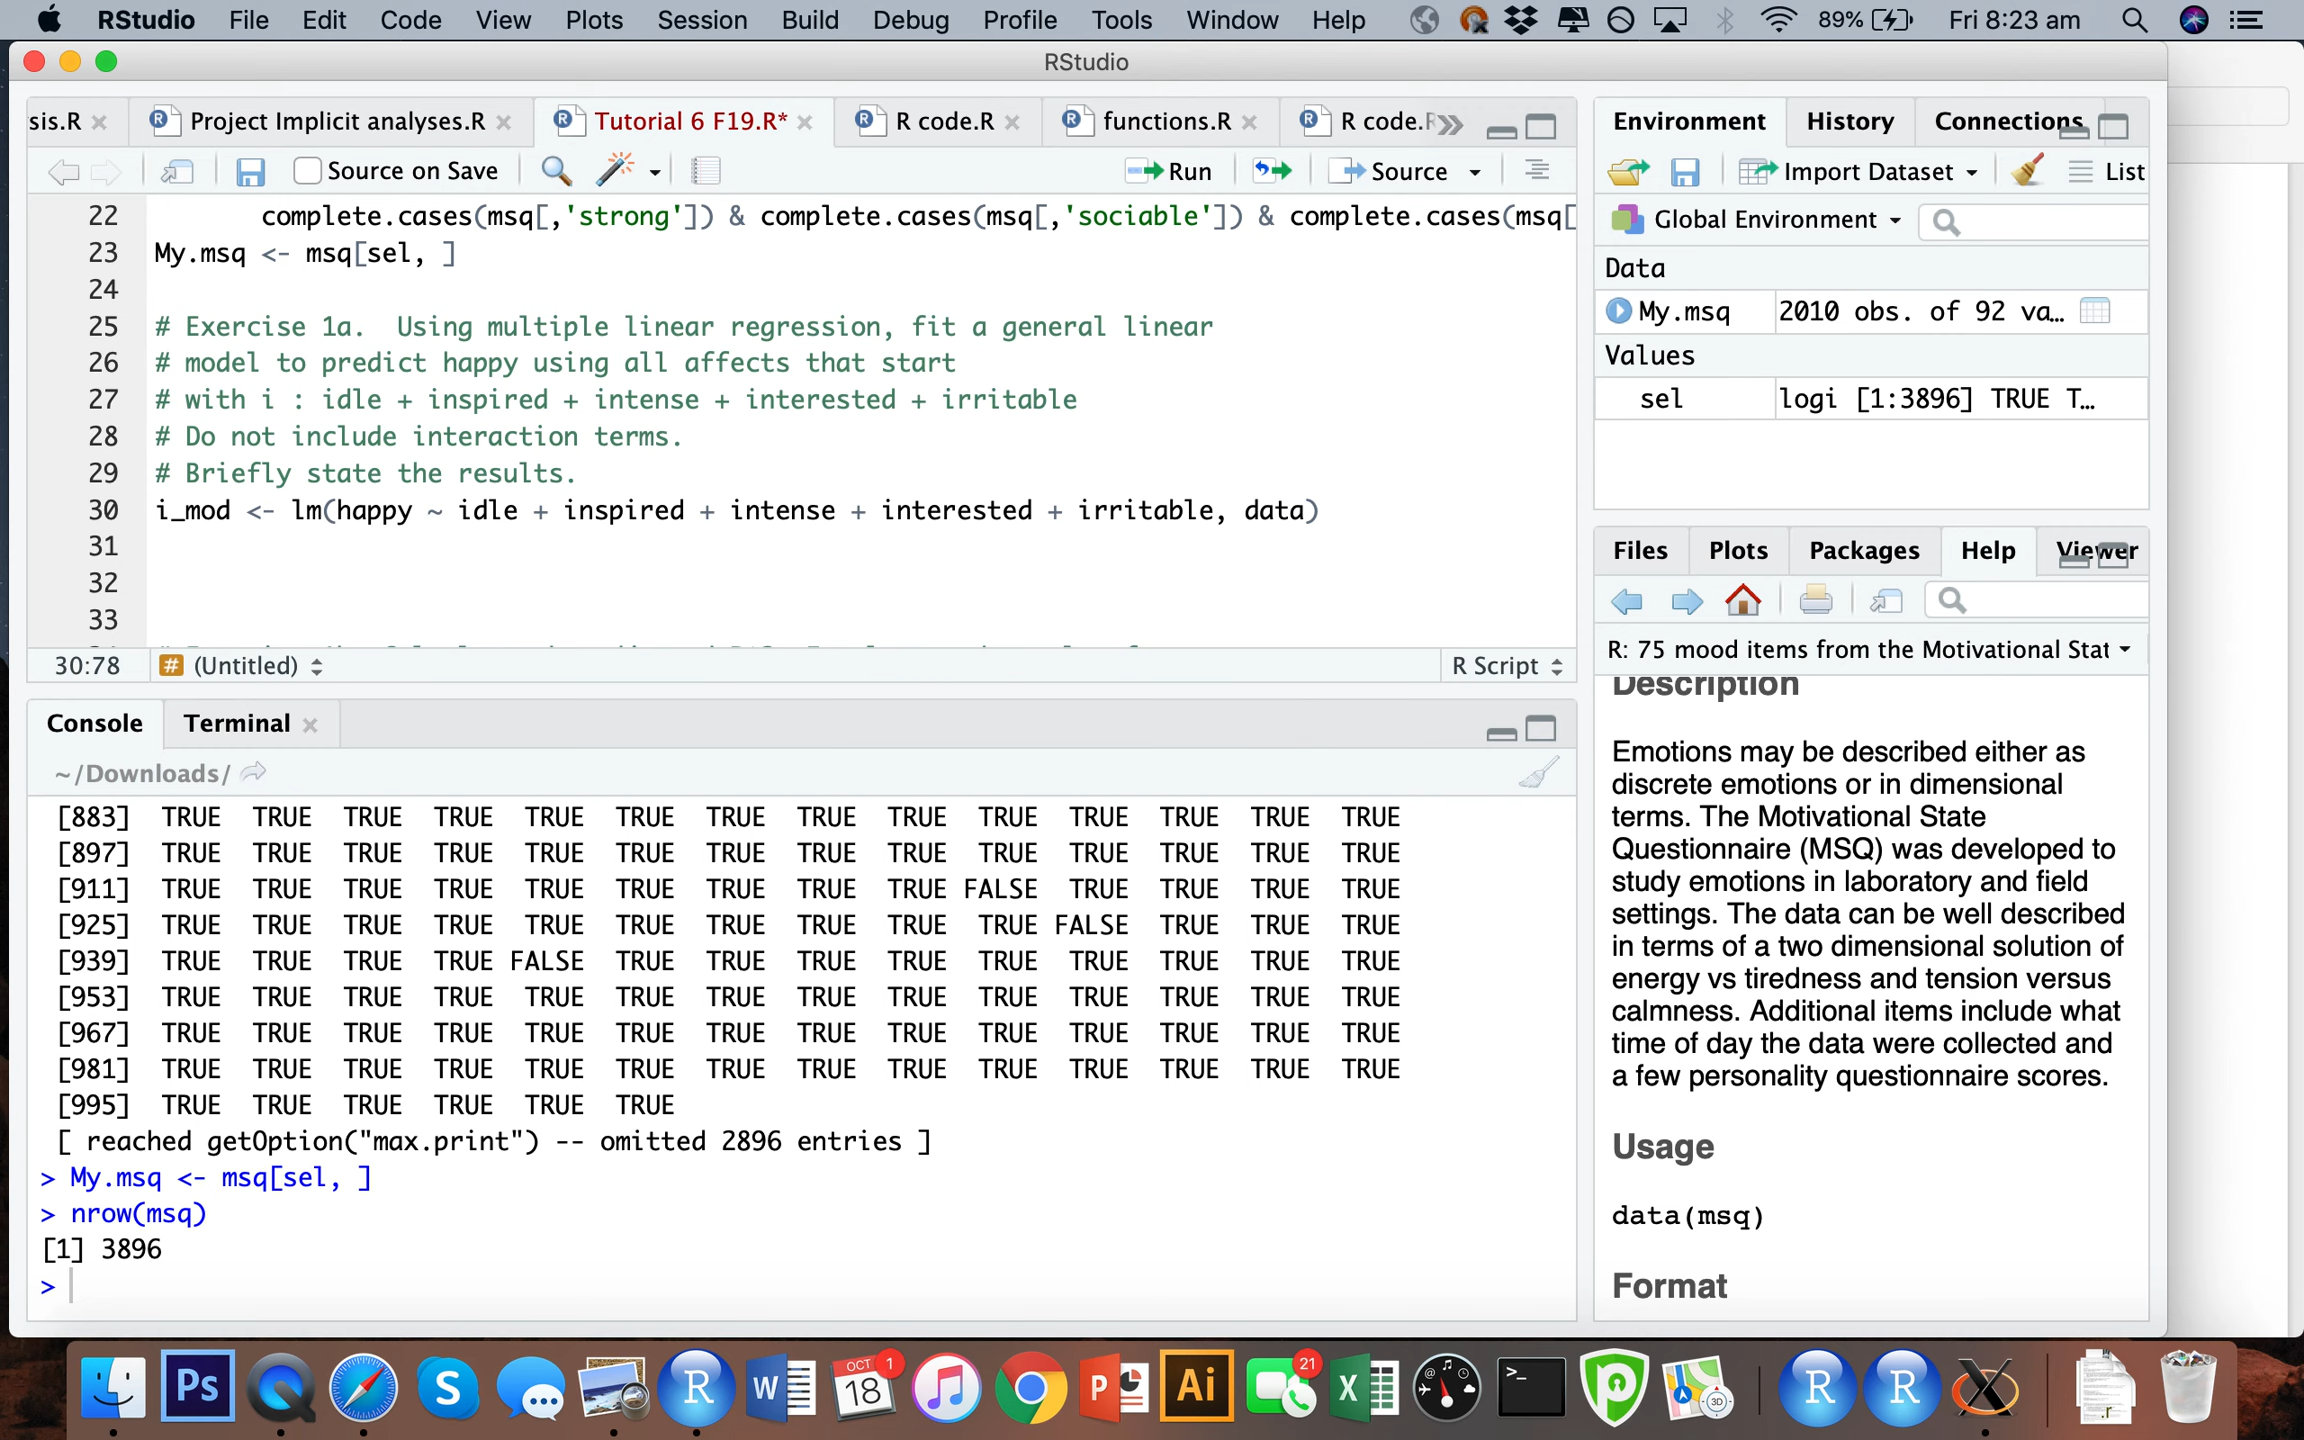 RStudio File Edit Code View Plots Session Build Debug Profile Tools Window Help 89% Fri 8:23 am
RStudio
sis.R Project Implicit analyses.R Tutorial 6 F19.R* R code.R functions.R R code.R
Source on Save Run Source
22 complete.cases(msq[,'strong']) & complete.cases(msq[,'sociable']) & complete.cases(msq[
23 My.msq <- msq[sel, ]
24
25 # Exercise 1a.  Using multiple linear regression, fit a general linear
26 # model to predict happy using all affects that start
27 # with i : idle + inspired + intense + interested + irritable
28 # Do not include interaction terms.
29 # Briefly state the results.
30 i_mod <- lm(happy ~ idle + inspired + intense + interested + irritable, data)
31
32
33
30:78 # (Untitled) R Script
Console Terminal
~/Downloads/
[883] TRUE TRUE TRUE TRUE TRUE TRUE TRUE TRUE TRUE TRUE TRUE TRUE TRUE TRUE
[897] TRUE TRUE TRUE TRUE TRUE TRUE TRUE TRUE TRUE TRUE TRUE TRUE TRUE TRUE
[911] TRUE TRUE TRUE TRUE TRUE TRUE TRUE TRUE TRUE FALSE TRUE TRUE TRUE TRUE
[925] TRUE TRUE TRUE TRUE TRUE TRUE TRUE TRUE TRUE TRUE FALSE TRUE TRUE TRUE
[939] TRUE TRUE TRUE TRUE FALSE TRUE TRUE TRUE TRUE TRUE TRUE TRUE TRUE TRUE
[953] TRUE TRUE TRUE TRUE TRUE TRUE TRUE TRUE TRUE TRUE TRUE TRUE TRUE TRUE
[967] TRUE TRUE TRUE TRUE TRUE TRUE TRUE TRUE TRUE TRUE TRUE TRUE TRUE TRUE
[981] TRUE TRUE TRUE TRUE TRUE TRUE TRUE TRUE TRUE TRUE TRUE TRUE TRUE TRUE
[995] TRUE TRUE TRUE TRUE TRUE TRUE
[ reached getOption("max.print") -- omitted 2896 entries ]
> My.msq <- msq[sel, ]
> nrow(msq)
[1] 3896
>
Environment History Connections
Import Dataset List
Global Environment
Data
My.msq 2010 obs. of 92 va…
Values
sel logi [1:3896] TRUE T…
Files Plots Packages Help Viewer
R: 75 mood items from the Motivational Stat
Description
Emotions may be described either as
discrete emotions or in dimensional
terms. The Motivational State
Questionnaire (MSQ) was developed to
study emotions in laboratory and field
settings. The data can be well described
in terms of a two dimensional solution of
energy vs tiredness and tension versus
calmness. Additional items include what
time of day the data were collected and
a few personality questionnaire scores.
Usage
data(msq)
Format
Ps S R W OCT 18 1 P Ai 21 X >_ 3D R R X .r